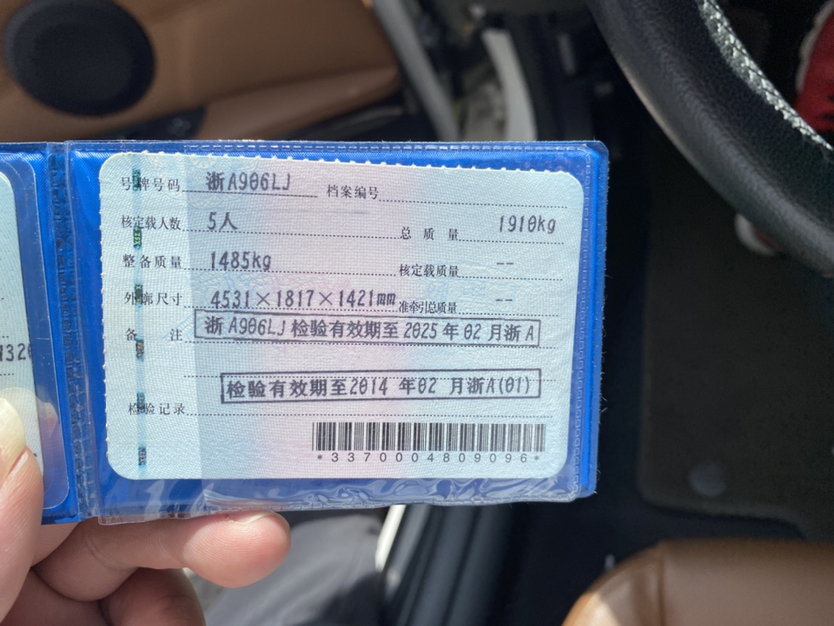 号牌号码 浙A906LJ 档案编号
核定载人数 5人 总质量 1910kg
整备质量 1485kg 核定载质量 --
外廓尺寸 4531×1817×1421mm 准牵引总质量 --
备注 浙A906LJ检验有效期至2025年02月浙A
检验有效期至2014年02月浙A(01)
检验记录
*3370004809096*